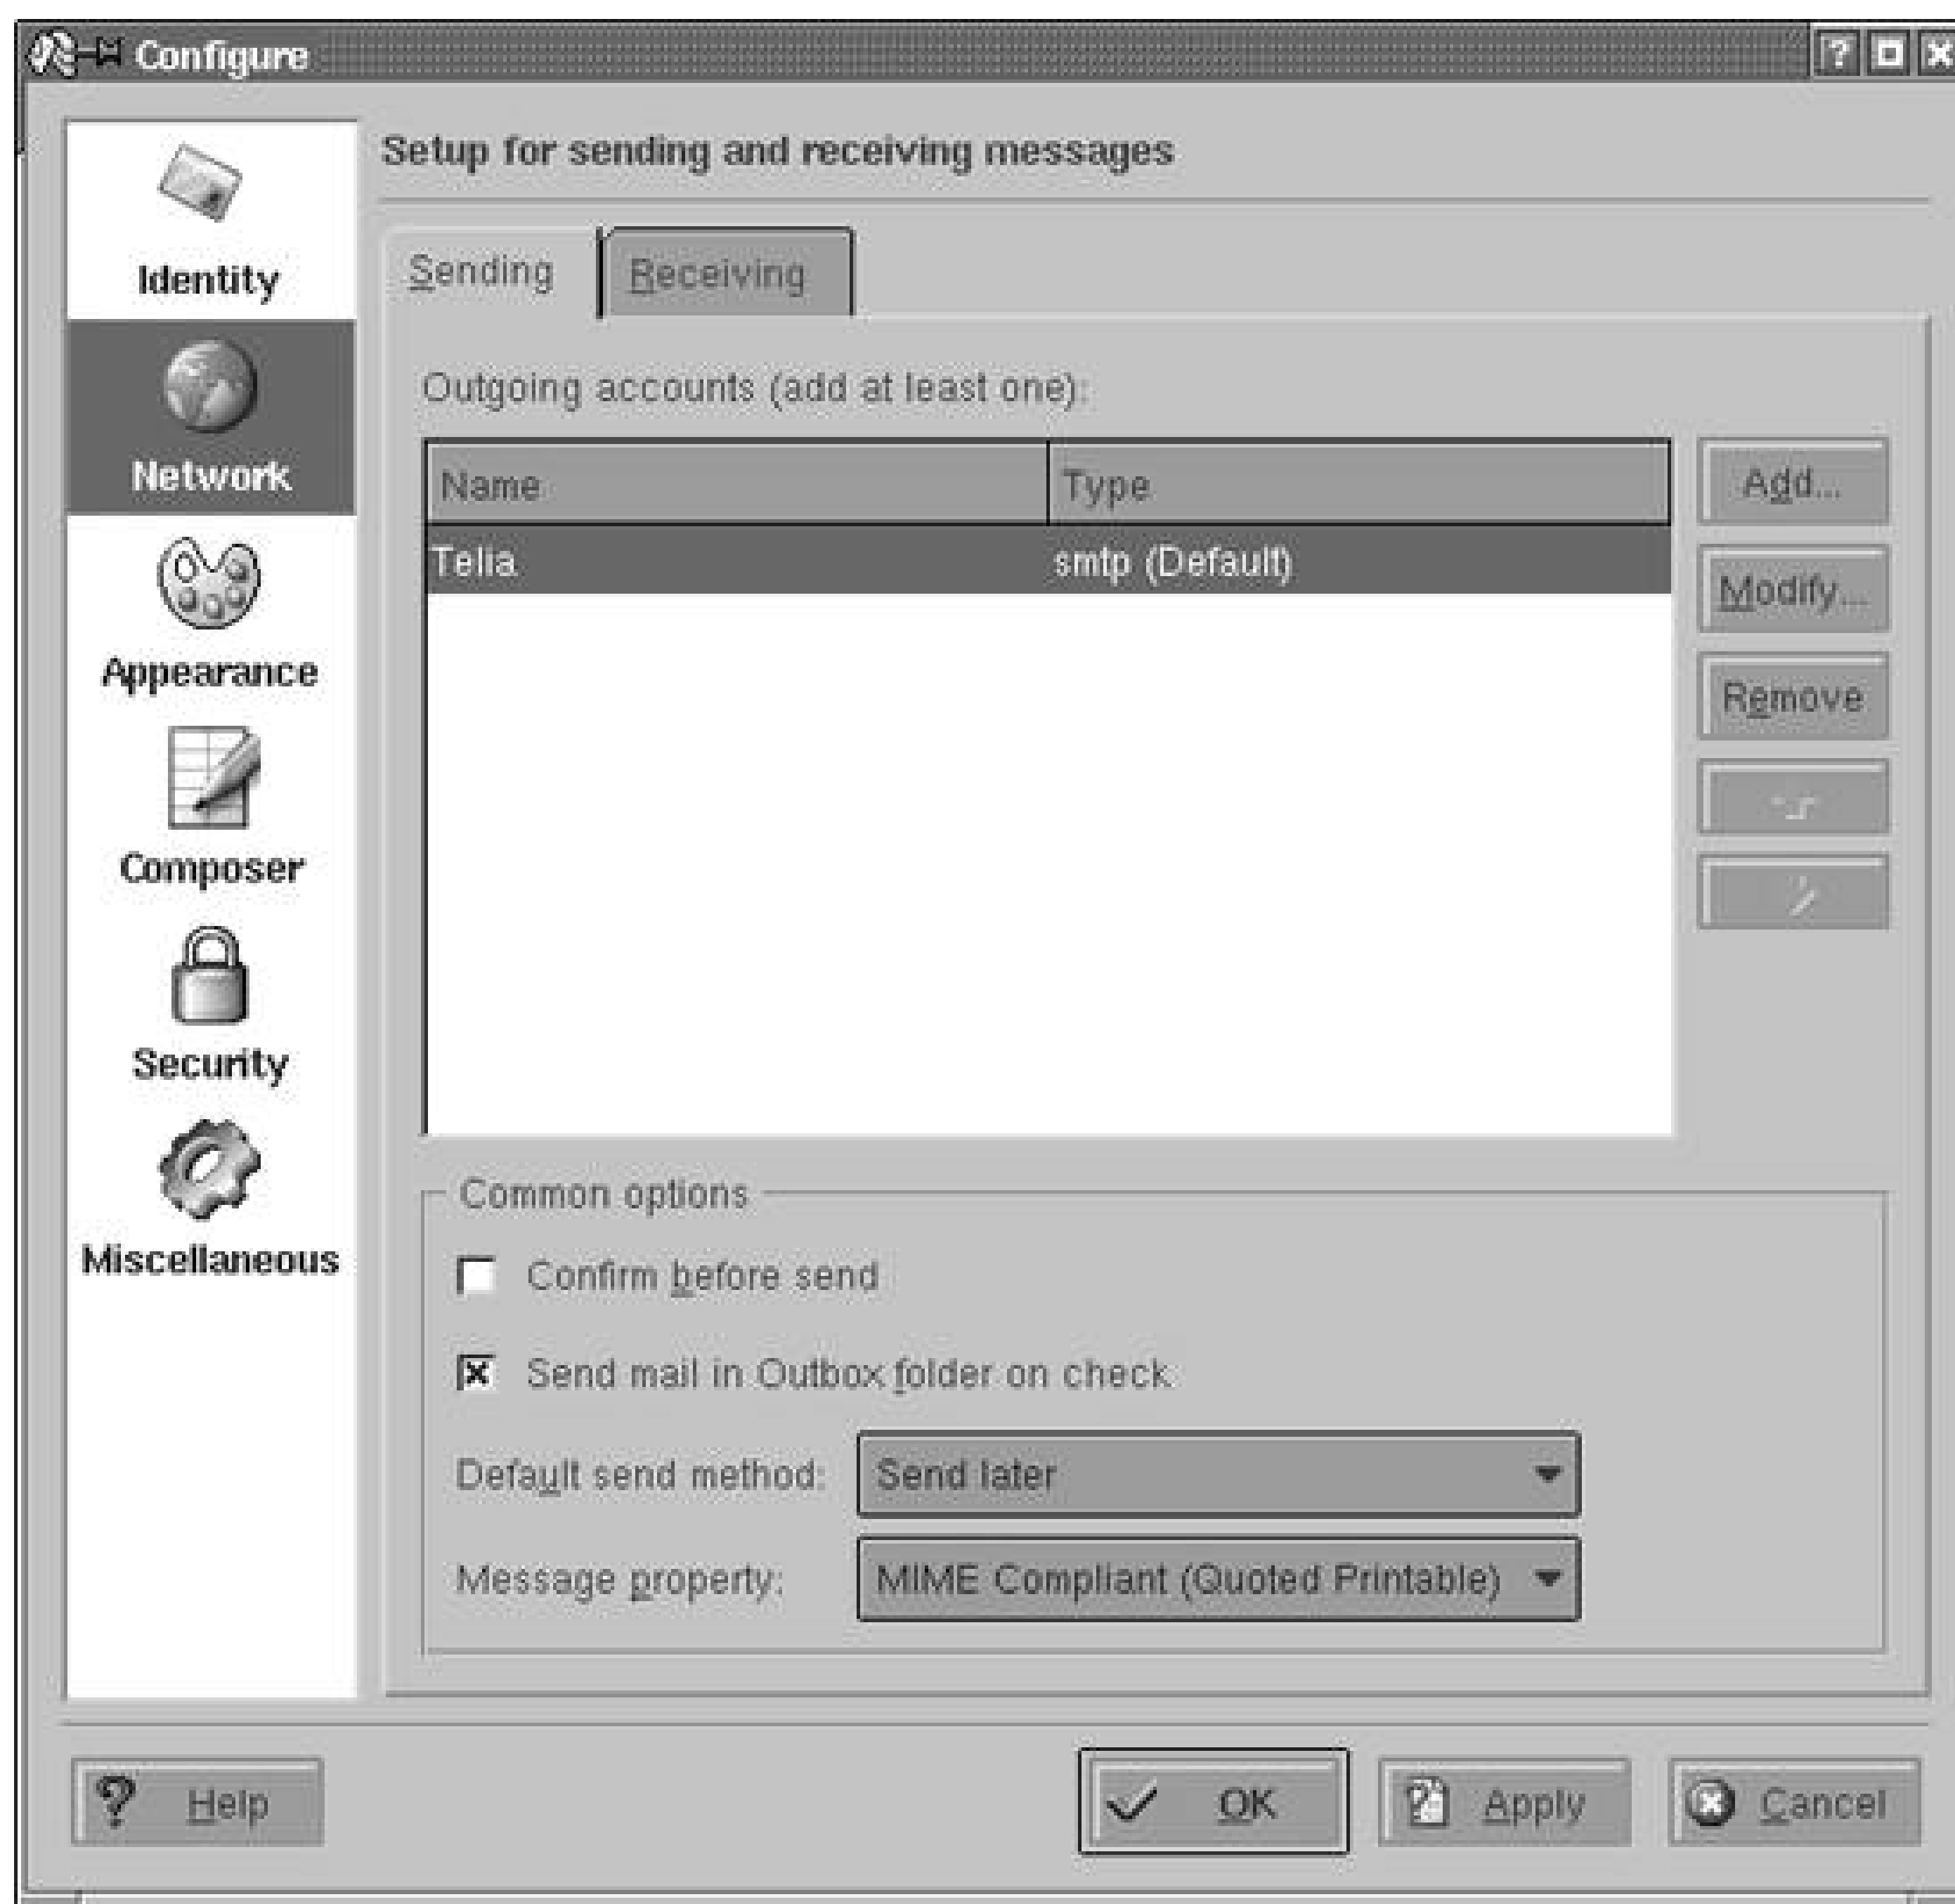 Configure
Setup for sending and receiving messages
Identity
Network
Appearance
Composer
Security
Miscellaneous
Sending Receiving
Outgoing accounts (add at least one):
Name Type
Telia smtp (Default)
Add...
Modify...
Remove
Common options
Confirm before send
Send mail in Outbox folder on check
Default send method: Send later
Message property: MIME Compliant (Quoted Printable)
Help OK Apply Cancel